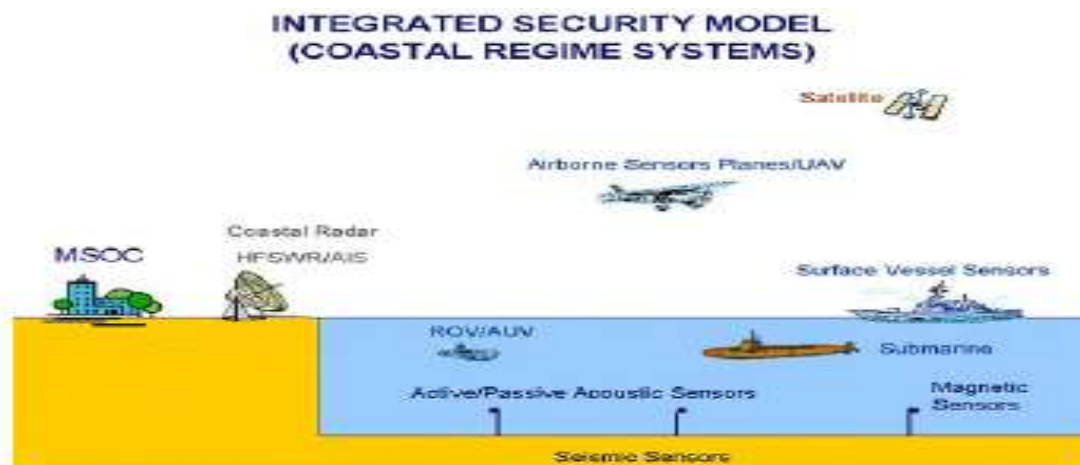 INTEGRATED SECURITY MODEL
(COASTAL REGIME SYSTEMS)
Satellite
Airborne Sensors Planes/UAV
Coastal Radar
MSOC
HFSWR/AIS
Surface Vessel Sensors
ROV/AUV
Submarine
Active/Passive Acoustic Sensors
Magnetic
Sensors
Seismic Sensors